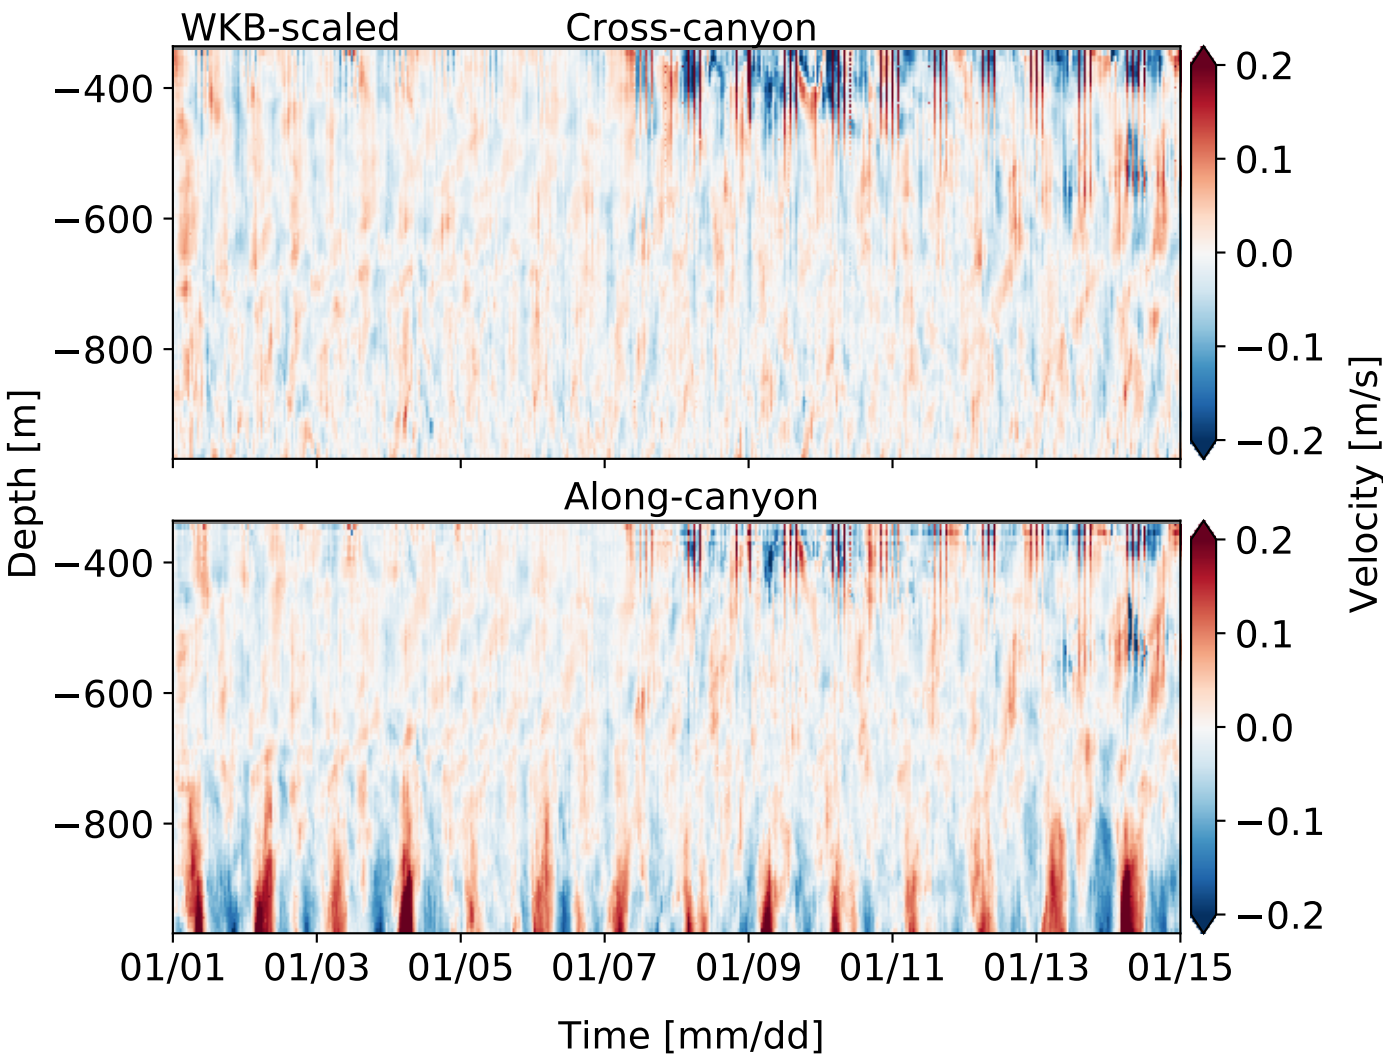 WKB-scaled
Cross-canyon
−400
−600
−800
0.2
0.1
0.0
−0.1
−0.2
Depth [m]
Velocity [m/s]
Along-canyon
−400
−600
−800
0.2
0.1
0.0
−0.1
−0.2
01/01 01/03 01/05 01/07 01/09 01/11 01/13 01/15
Time [mm/dd]